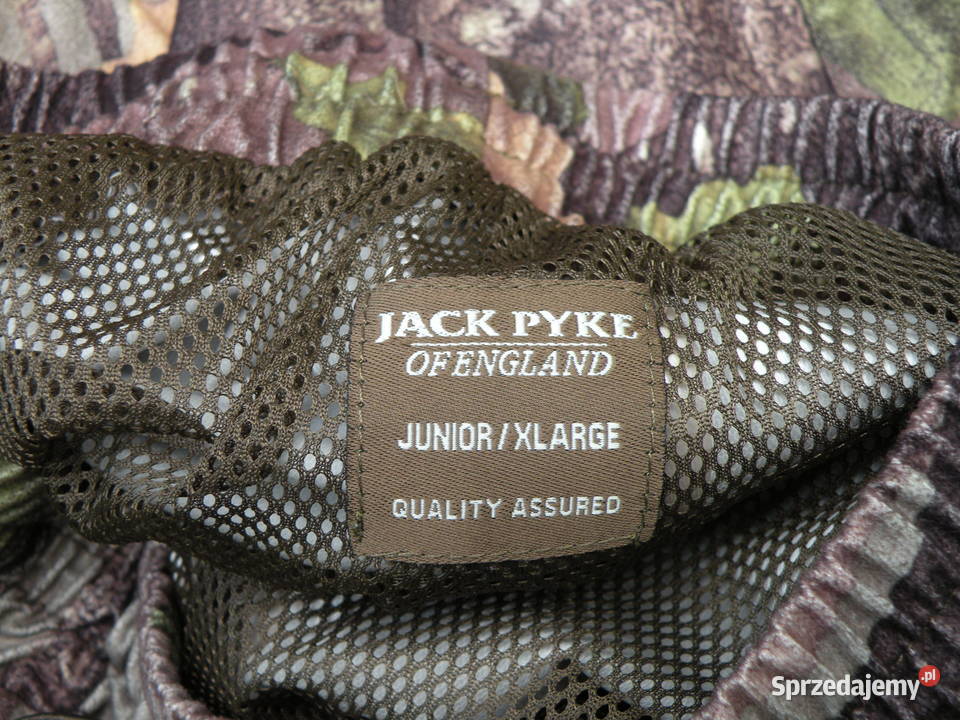 JACK PYKE
OF ENGLAND
JUNIOR/XLARGE
QUALITY ASSURED
Sprzedajemy.pl